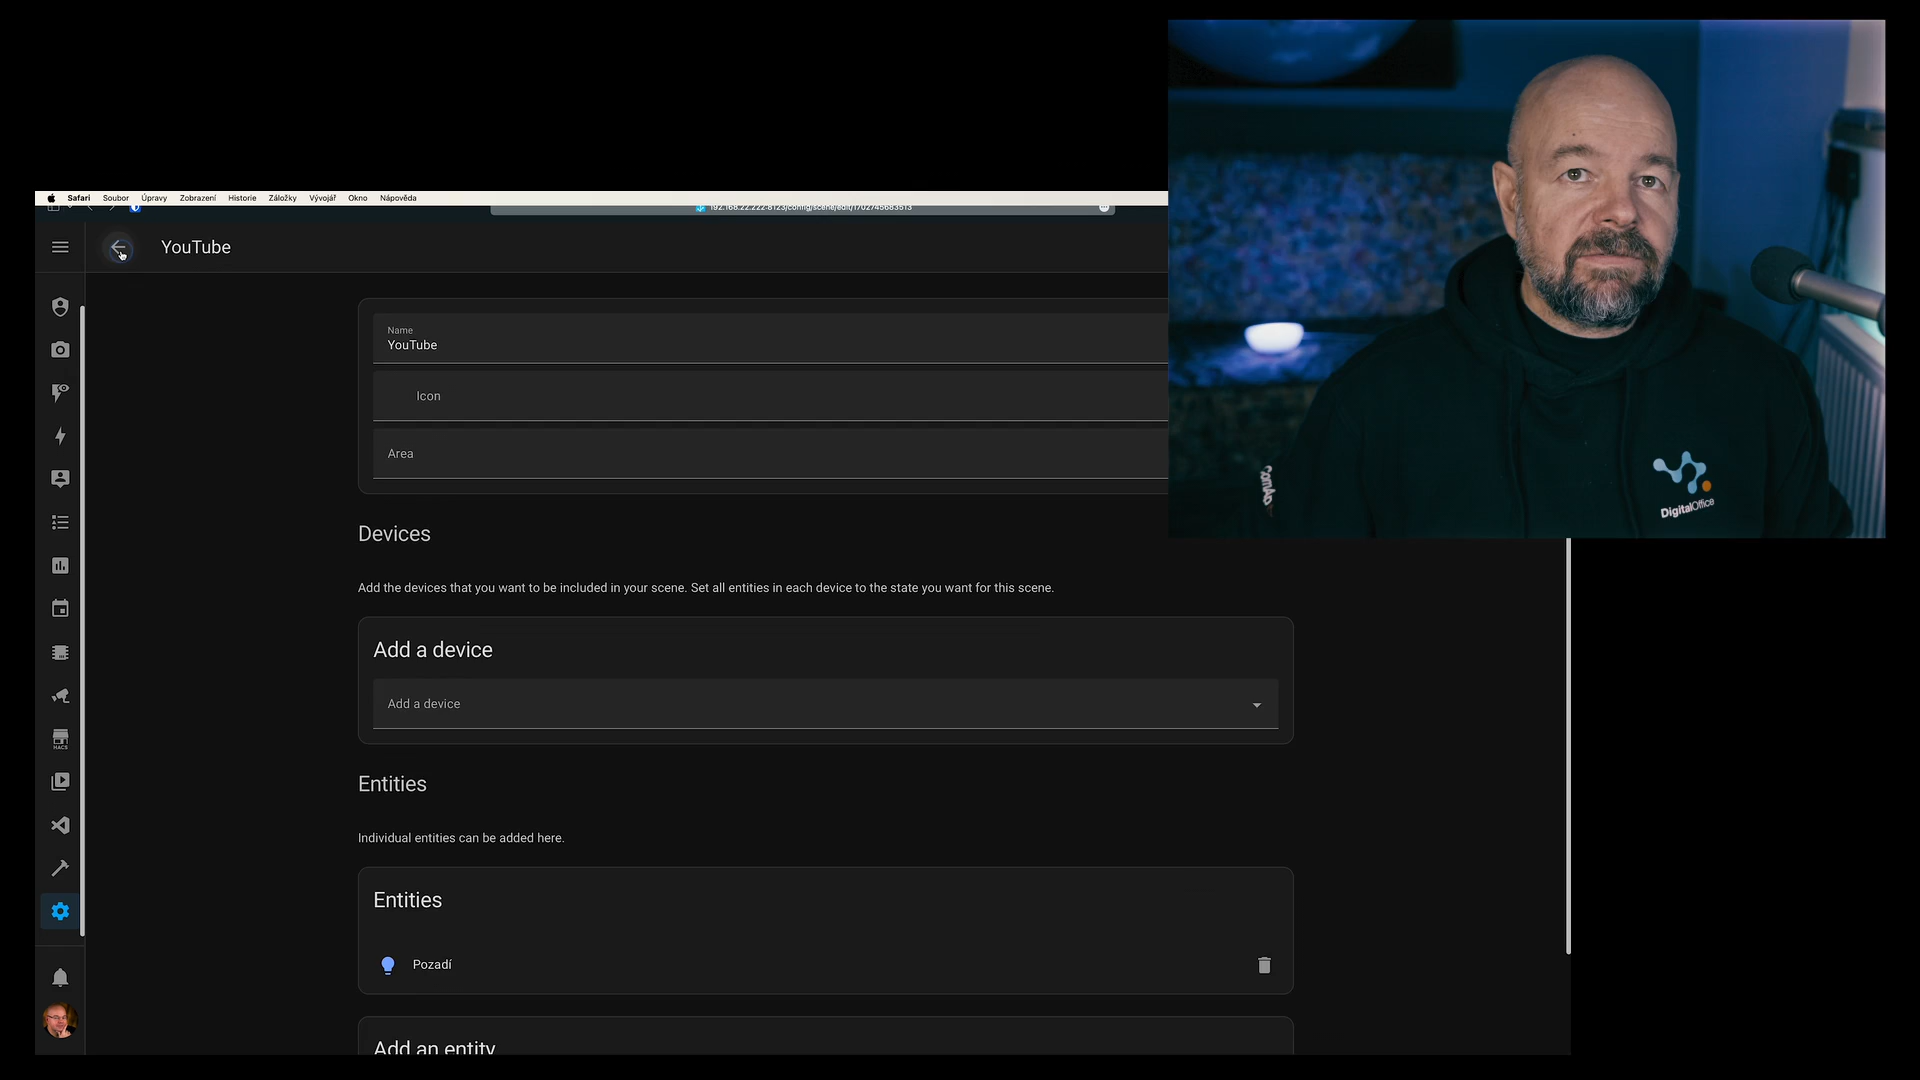 Safari Soubor Úpravy Zobrazení Historie Záložky Vývojář Okno Nápověda
YouTube
Name
YouTube
Icon
Area
Devices
Add the devices that you want to be included in your scene. Set all entities in each device to the state you want for this scene.
Add a device
Add a device
Entities
Individual entities can be added here.
Entities
Pozadí
Add an entity
HACS
DigitalOffice